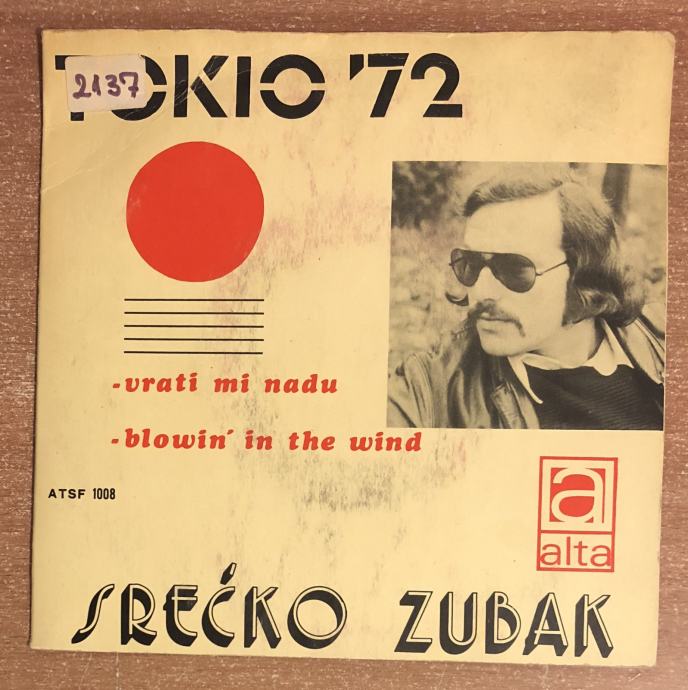 TOKIO '72
2137
-vrati mi nadu
-blowin' in the wind
ATSF 1008
a
alta
SREĆKO ZUBAK